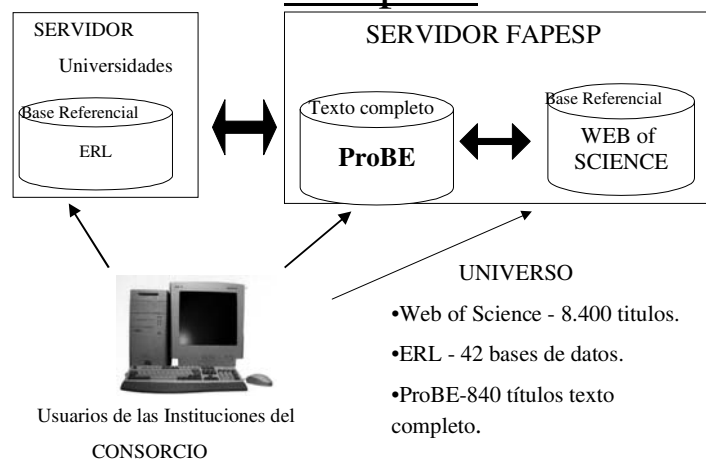 SERVIDOR
Universidades
Base Referencial
ERL
SERVIDOR FAPESP
Texto completo
ProBE
Base Referencial
WEB of
SCIENCE
UNIVERSO
•Web of Science - 8.400 titulos.
•ERL - 42 bases de datos.
•ProBE-840 títulos texto
completo.
Usuarios de las Instituciones del
CONSORCIO